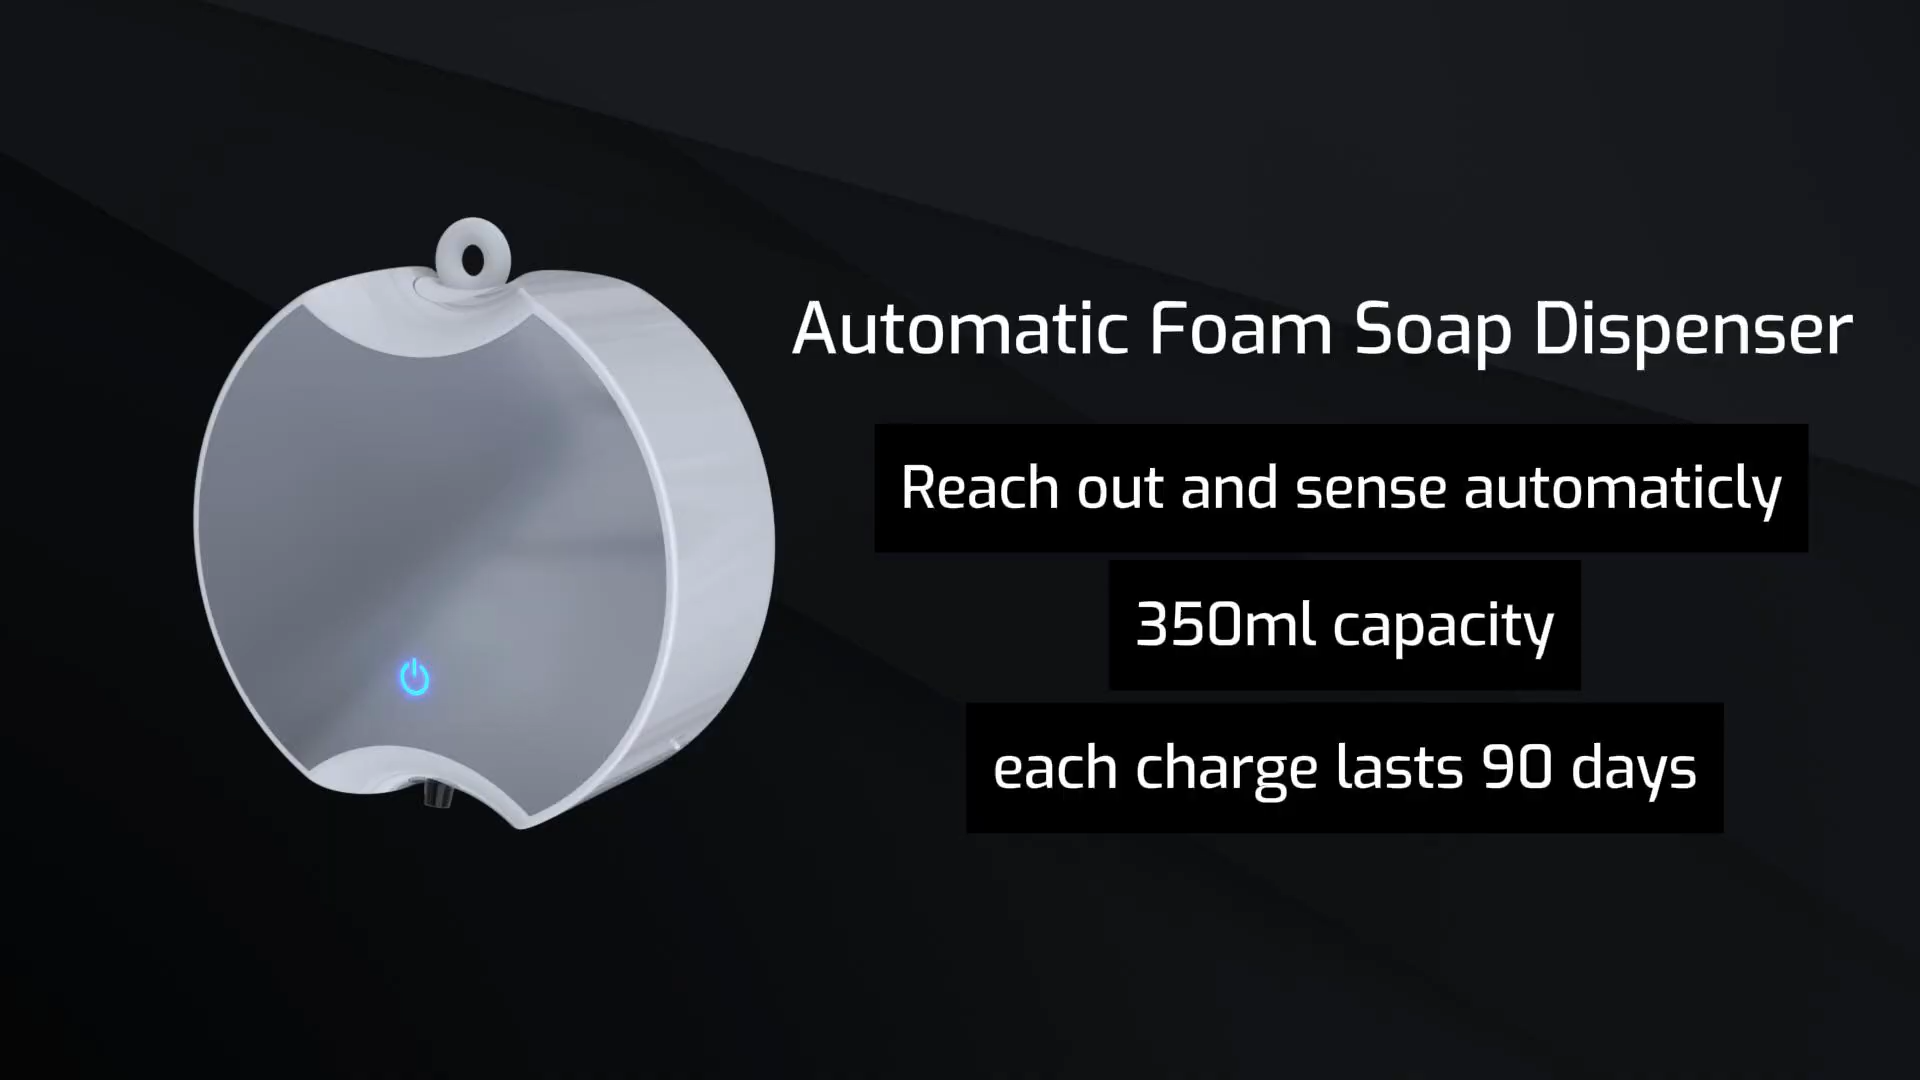 Automatic Foam Soap Dispenser
Reach out and sense automaticly
350ml capacity
each charge lasts 90 days